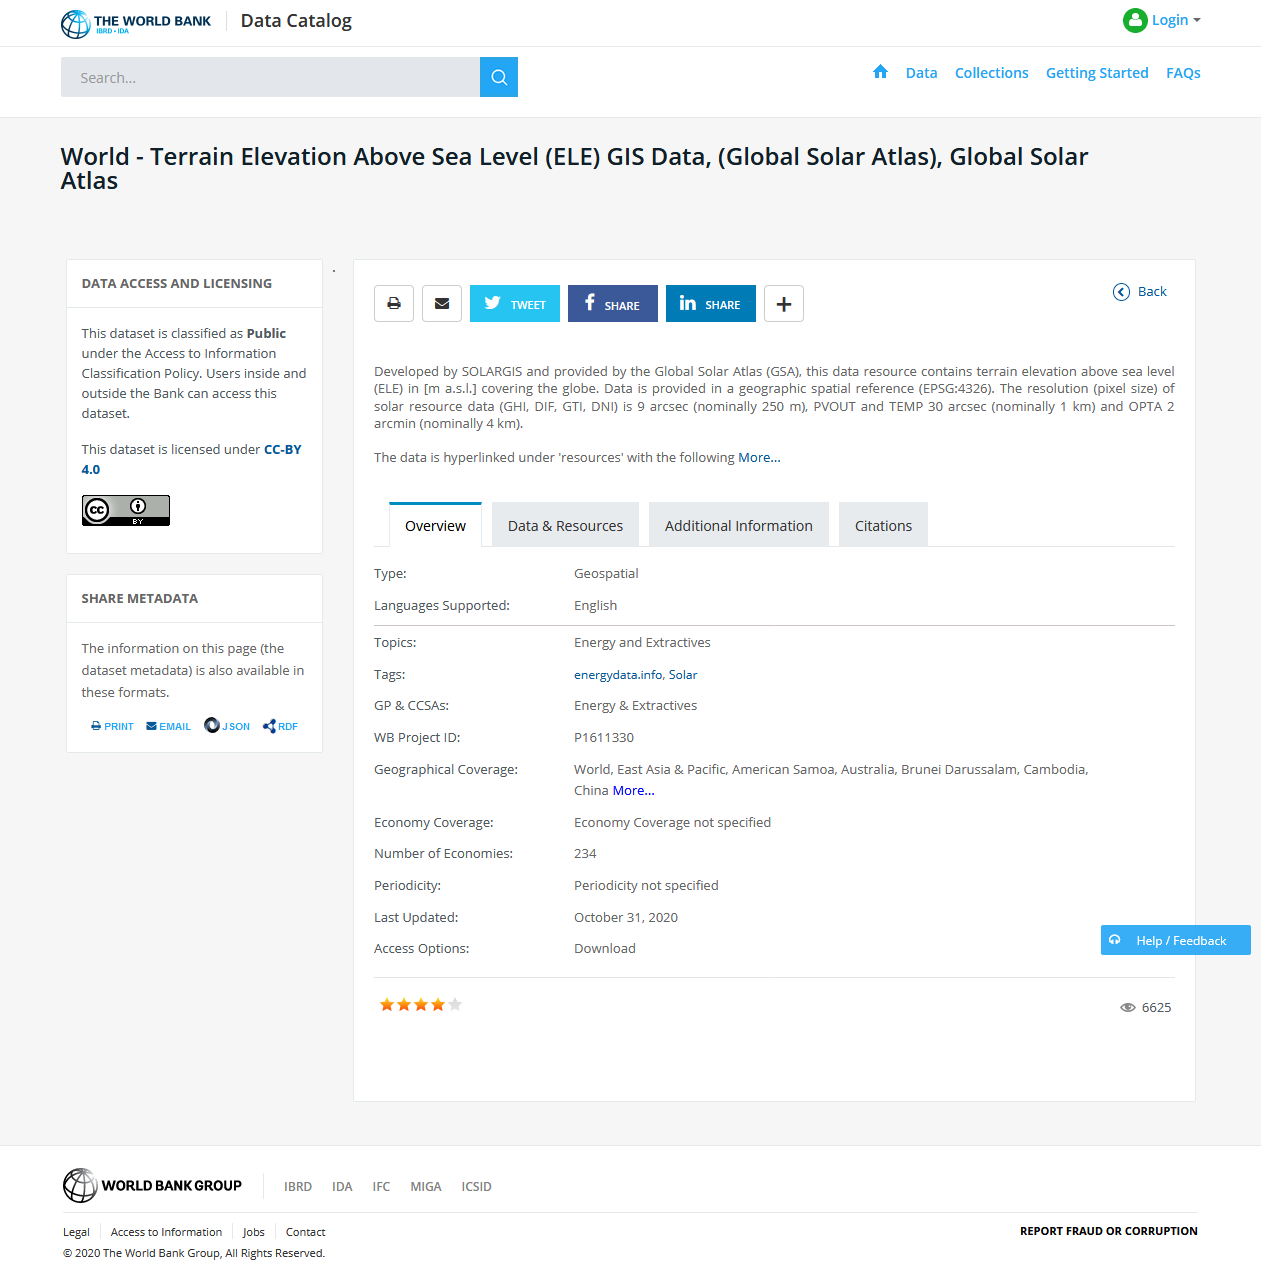 THE WORLD BANK
IBRD • IDA
Data Catalog
Login
Search...
Data
Collections
Getting Started
FAQs
World - Terrain Elevation Above Sea Level (ELE) GIS Data, (Global Solar Atlas), Global Solar
Atlas
DATA ACCESS AND LICENSING
This dataset is classified as Public
under the Access to Information
Classification Policy. Users inside and
outside the Bank can access this
dataset.
This dataset is licensed under CC-BY
4.0
cc
BY
SHARE METADATA
The information on this page (the
dataset metadata) is also available in
these formats.
PRINT EMAIL JSON RDF
.
TWEET
SHARE
in SHARE
Back
Developed by SOLARGIS and provided by the Global Solar Atlas (GSA), this data resource contains terrain elevation above sea level
(ELE) in [m a.s.l.] covering the globe. Data is provided in a geographic spatial reference (EPSG:4326). The resolution (pixel size) of
solar resource data (GHI, DIF, GTI, DNI) is 9 arcsec (nominally 250 m), PVOUT and TEMP 30 arcsec (nominally 1 km) and OPTA 2
arcmin (nominally 4 km).
The data is hyperlinked under 'resources' with the following More...
Overview
Data & Resources
Additional Information
Citations
Type: Geospatial
Languages Supported: English
Topics: Energy and Extractives
Tags: energydata.info, Solar
GP & CCSAs: Energy & Extractives
WB Project ID: P1611330
Geographical Coverage: World, East Asia & Pacific, American Samoa, Australia, Brunei Darussalam, Cambodia,
China More...
Economy Coverage: Economy Coverage not specified
Number of Economies: 234
Periodicity: Periodicity not specified
Last Updated: October 31, 2020
Access Options: Download
Help / Feedback
6625
WORLD BANK GROUP
IBRD IDA IFC MIGA ICSID
Legal
Access to Information
Jobs
Contact
REPORT FRAUD OR CORRUPTION
© 2020 The World Bank Group, All Rights Reserved.